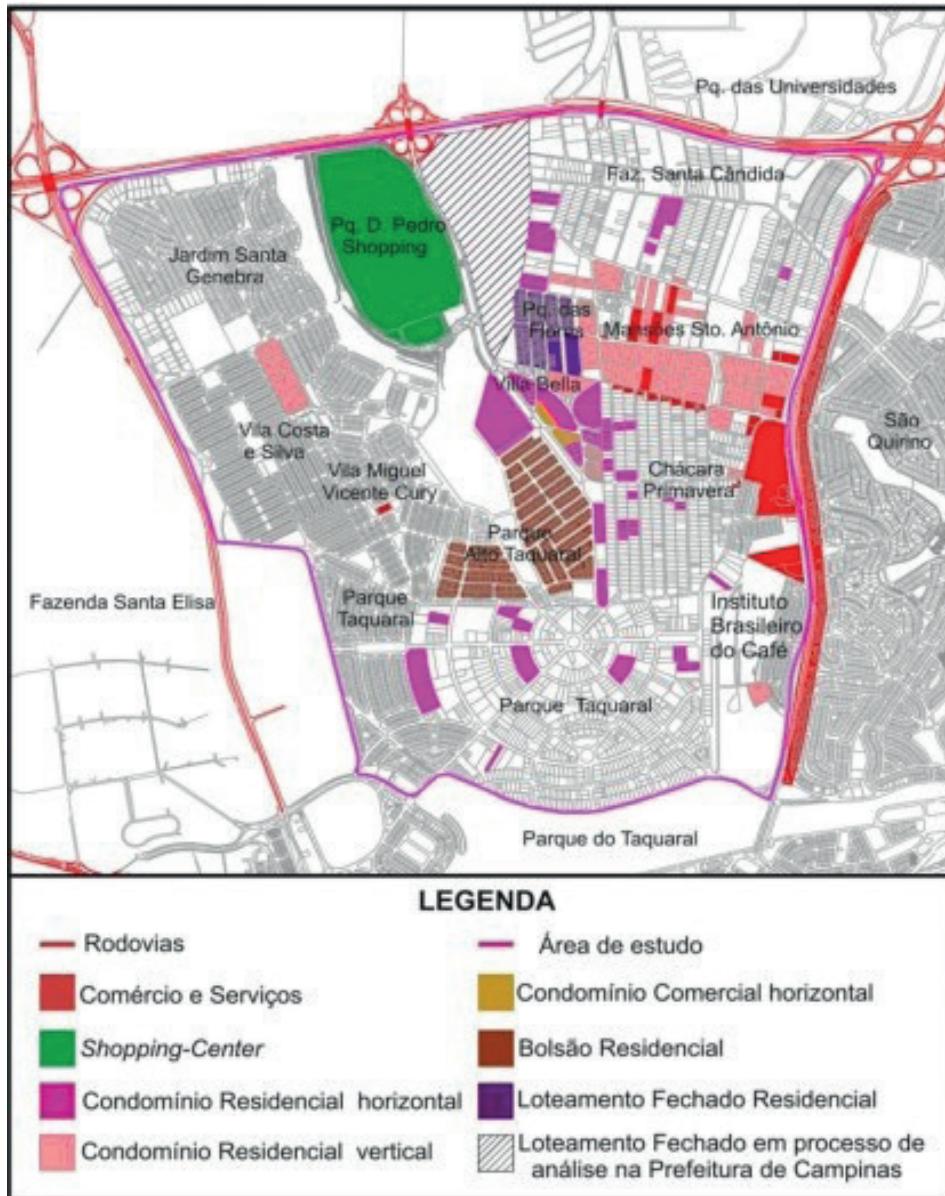 Pq. das Universidades
Faz. Santa Cândida
Pq. D. Pedro
Shopping
Jardim Santa
Genebra
Pq. das
Flores
Mansões Sto. Antônio
Villa Bella
São
Quirino
Vila Costa
e Silva
Vila Miguel
Vicente Cury
Chácara
Primavera
Parque
Alto Taquaral
Fazenda Santa Elisa
Parque
Taquaral
Instituto
Brasileiro
do Café
Parque Taquaral
Parque do Taquaral
LEGENDA
Rodovias
Área de estudo
Comércio e Serviços
Condomínio Comercial horizontal
Shopping-Center
Bolsão Residencial
Condomínio Residencial horizontal
Loteamento Fechado Residencial
Condomínio Residencial vertical
Loteamento Fechado em processo de
análise na Prefeitura de Campinas